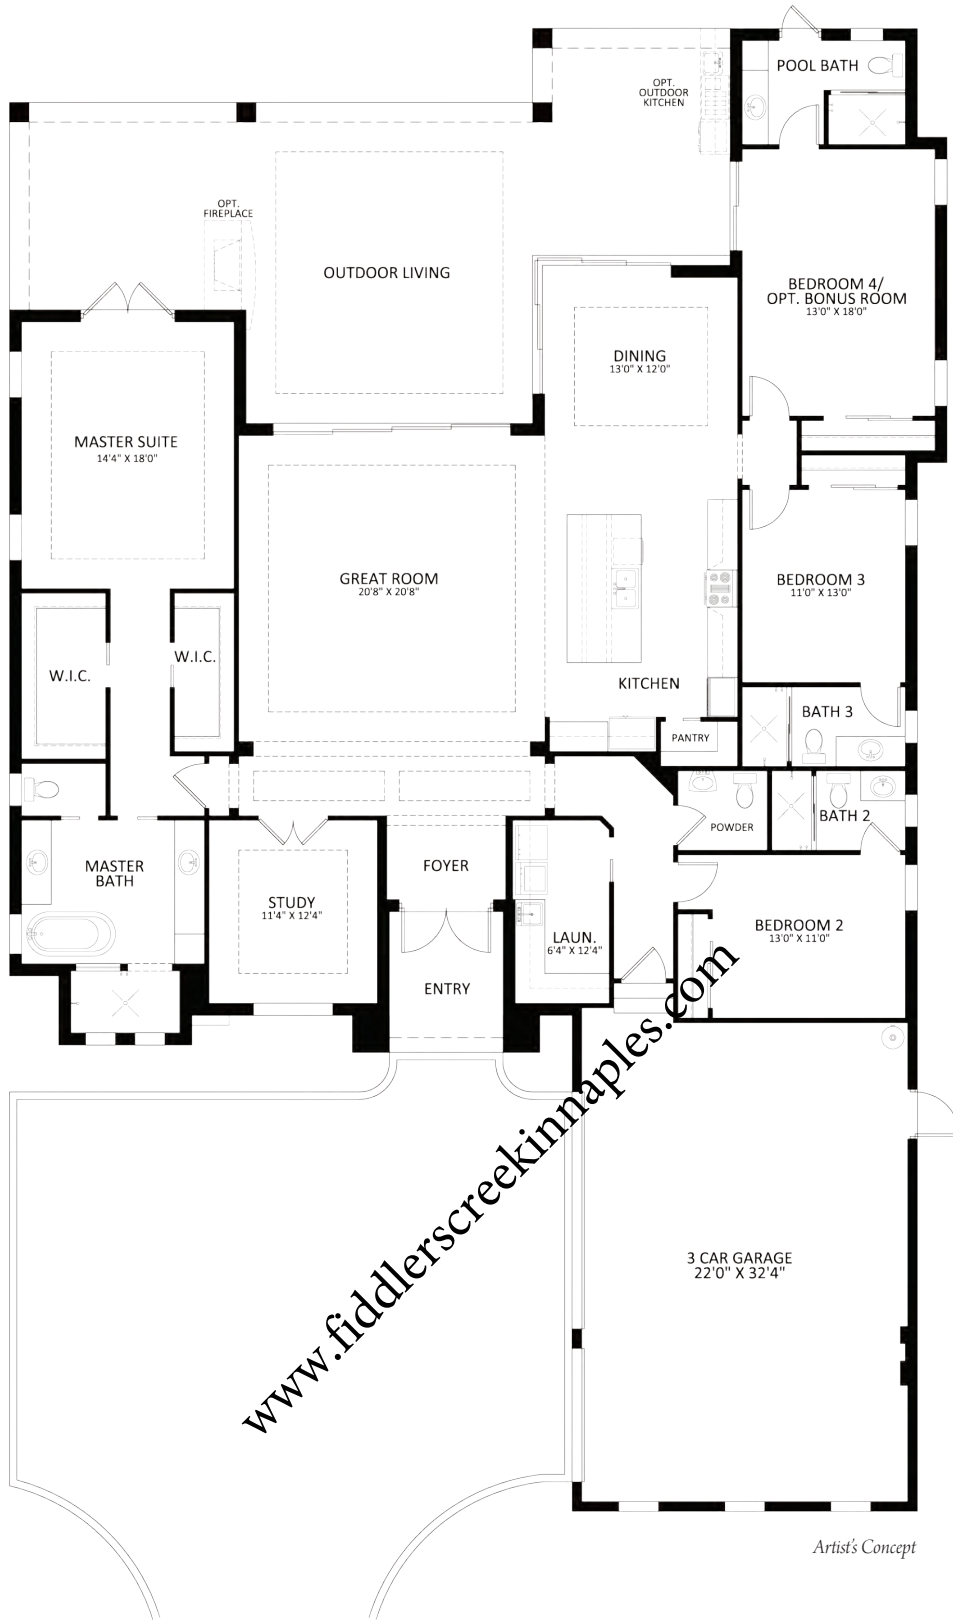 POOL BATH
OPT.
OUTDOOR
KITCHEN
OPT.
FIREPLACE
OUTDOOR LIVING
BEDROOM 4/
OPT. BONUS ROOM
13'0" X 18'0"
DINING
13'0" X 12'0"
MASTER SUITE
14'4" X 18'0"
GREAT ROOM
20'8" X 20'8"
BEDROOM 3
11'0" X 13'0"
W.I.C.
W.I.C.
KITCHEN
BATH 3
PANTRY
BATH 2
POWDER
MASTER
BATH
FOYER
STUDY
11'4" X 12'4"
BEDROOM 2
13'0" X 11'0"
LAUN.
6'4" X 12'4"
ENTRY
www.fiddlerscreekinnaples.com
3 CAR GARAGE
22'0" X 32'4"
Artist's Concept